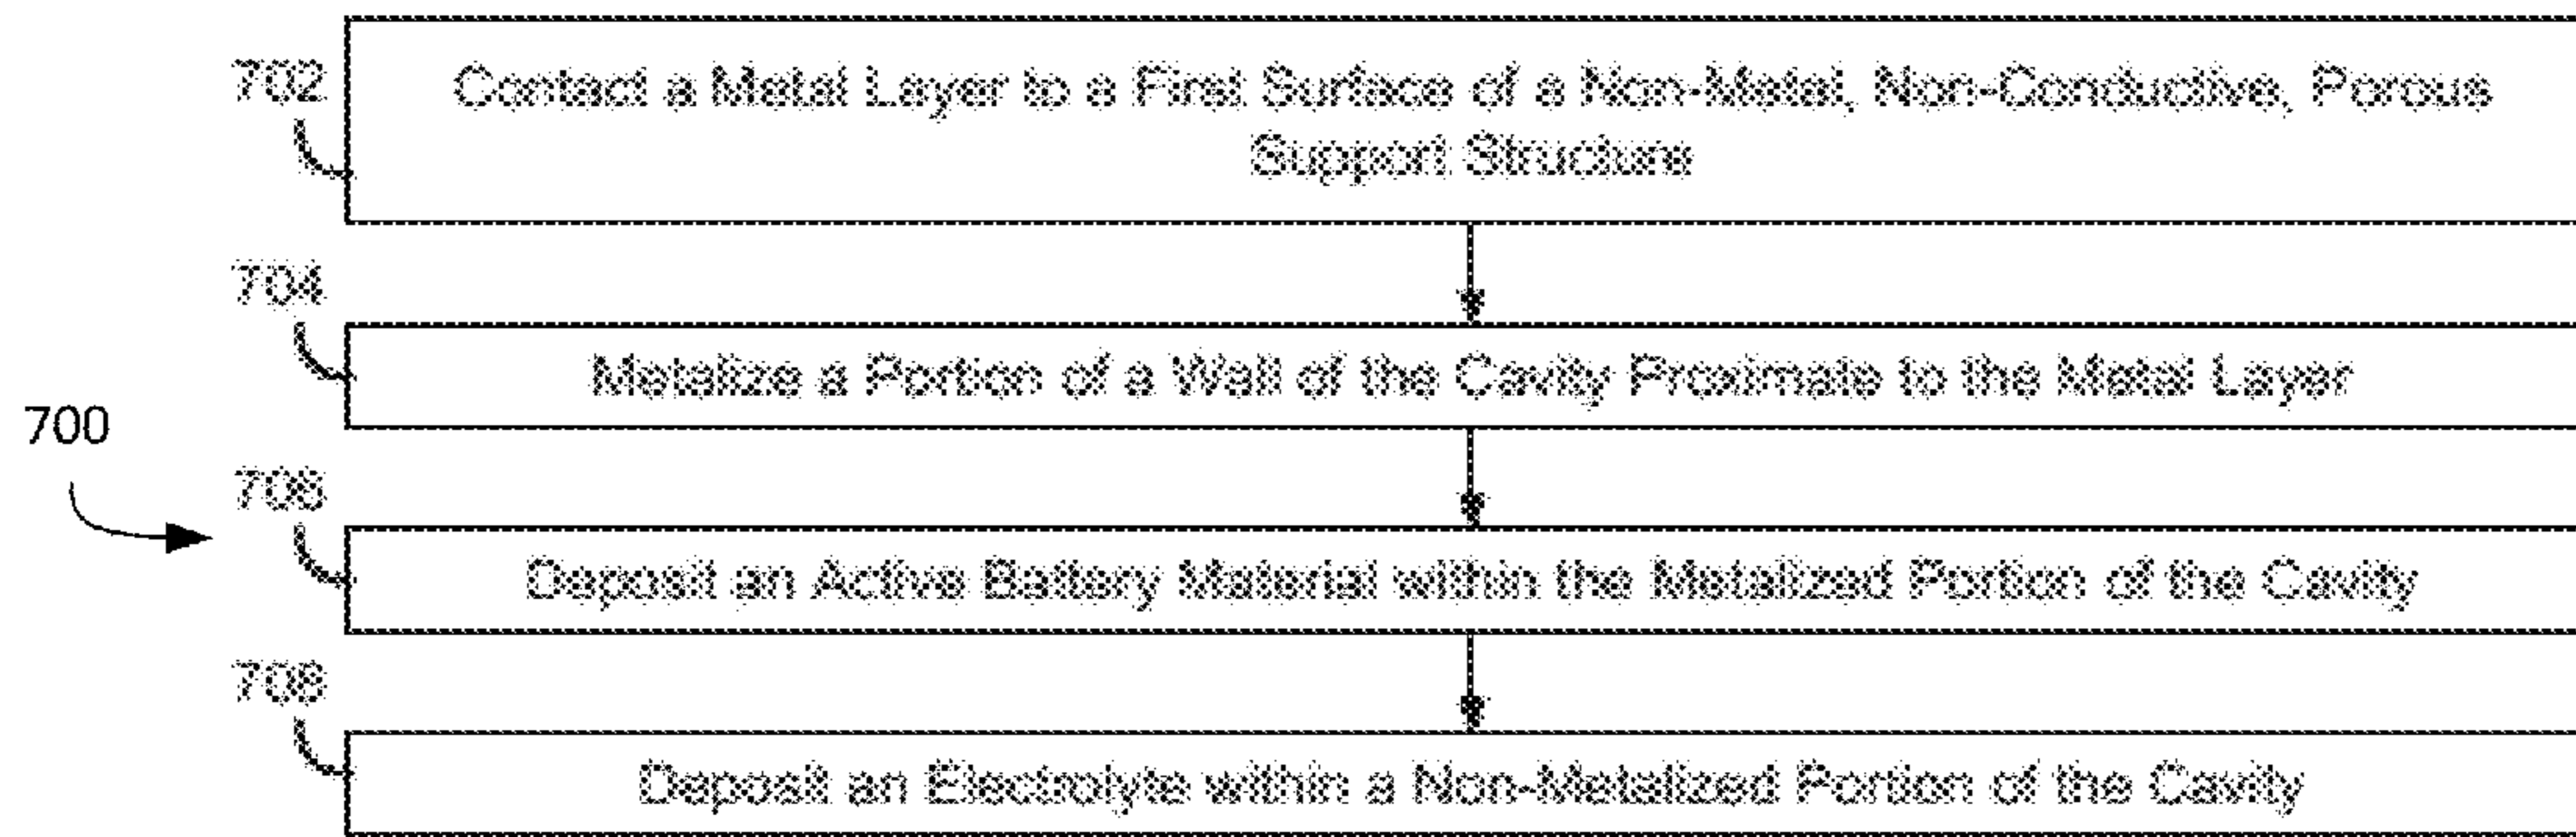 702
Contact a Metal Layer to a First Surface of a Non-Metal, Non-Conductive, Porous
Support Structure
704
Metalize a Portion of a Wall of the Cavity Proximate to the Metal Layer
700
706
Deposit an Active Battery Material within the Metalized Portion of the Cavity
708
Deposit an Electrolyte within a Non-Metalized Portion of the Cavity